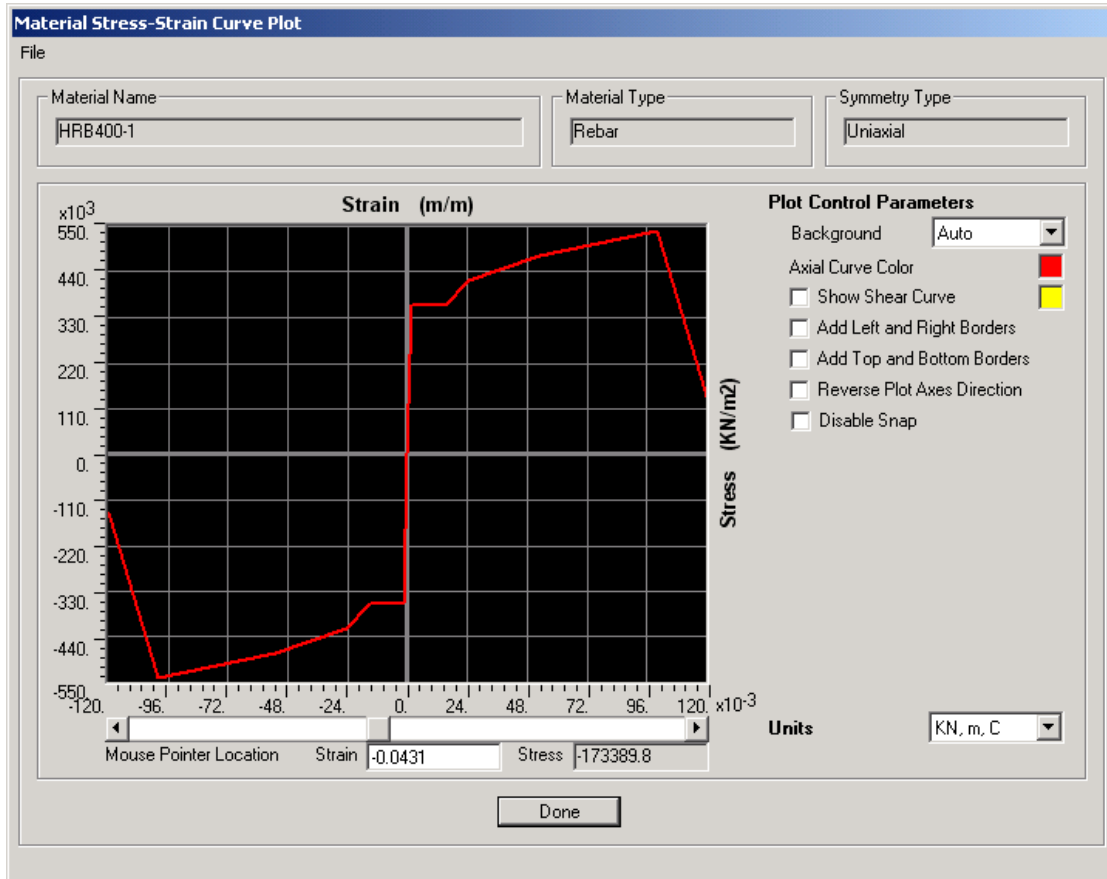 Material Stress-Strain Curve Plot
File
Material Name
HRB400-1
Material Type
Rebar
Symmetry Type
Uniaxial
Strain (m/m)
x10³
550.
440.
330.
220.
110.
0.
-110.
-220.
-330.
-440.
-550.
-120. -96. -72. -48. -24. 0. 24. 48. 72. 96. 120. x10⁻³
Stress (KN/m2)
Mouse Pointer Location Strain -0.0431 Stress -173389.8
Plot Control Parameters
Background Auto
Axial Curve Color
Show Shear Curve
Add Left and Right Borders
Add Top and Bottom Borders
Reverse Plot Axes Direction
Disable Snap
Units KN, m, C
Done